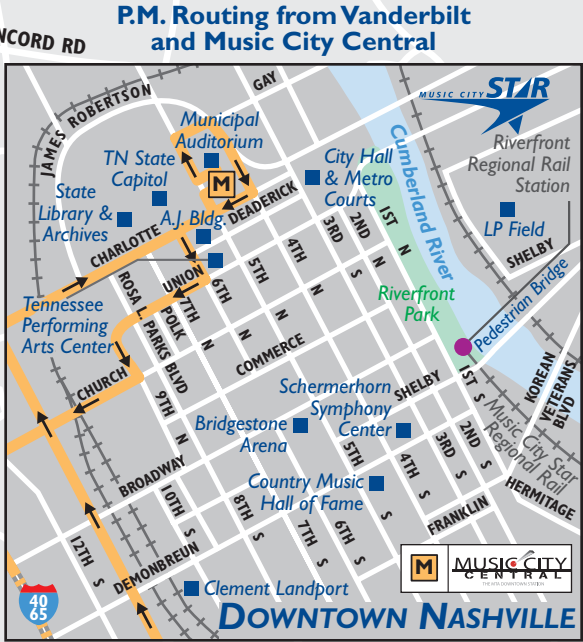 P.M. Routing from Vanderbilt
and Music City Central
NCORD RD
GAY
MUSIC CITY STAR
JAMES ROBERTSON
Municipal
Auditorium
Riverfront
Regional Rail
Station
TN State
Capitol
City Hall
& Metro
Courts
Cumberland River
M
State
Library &
Archives
A.J. Bldg.
DEADERICK
1ST N
2ND N
3RD S
4TH N
5TH N
6TH N
7TH N
LP Field
CHARLOTTE
SHELBY
UNION
POLK
ROSA L PARKS BLVD
Riverfront
Park
Pedestrian Bridge
Tennessee
Performing
Arts Center
COMMERCE
CHURCH
9TH N
SHELBY
1ST S
KOREAN
VETERANS
BLVD
Schermerhorn
Symphony
Center
Bridgestone
Arena
5TH S
4TH S
3RD S
2ND S
Music City Star
Regional Rail
HERMITAGE
BROADWAY
Country Music
Hall of Fame
10TH S
8TH S
7TH S
6TH S
FRANKLIN
12TH S
DEMONBREUN
M MUSIC CITY
CENTRAL
THE MTA DOWNTOWN STATION
40
65
Clement Landport
DOWNTOWN NASHVILLE